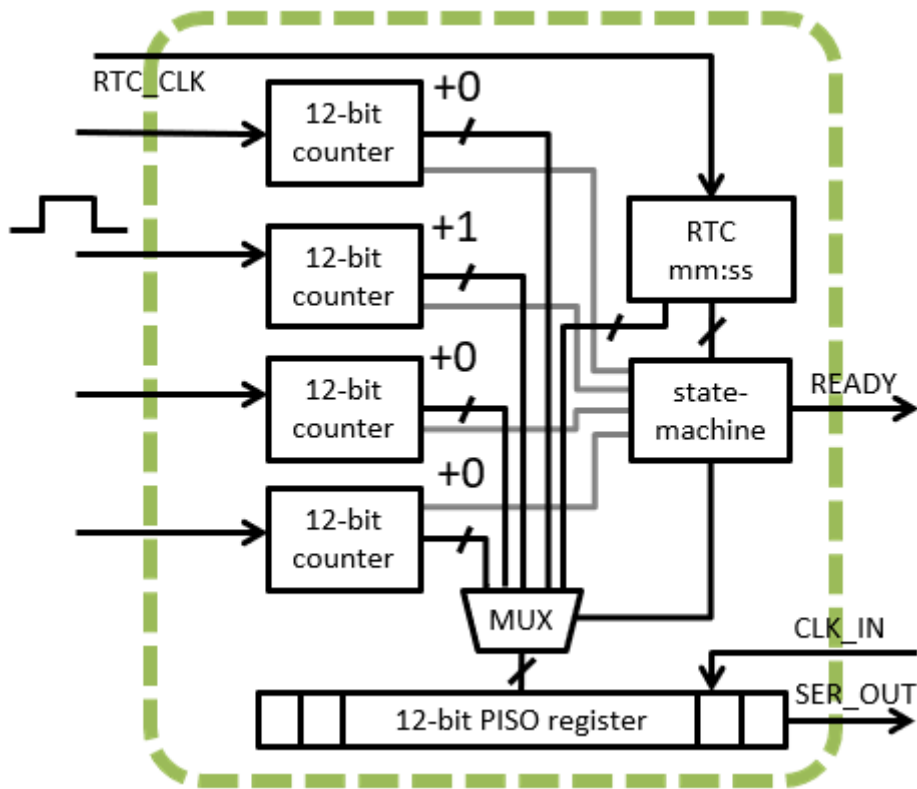 RTC_CLK
+0
12-bit
counter
+1
12-bit
counter
RTC
mm:ss
+0
12-bit
counter
state-
machine
READY
+0
12-bit
counter
MUX
CLK_IN
SER_OUT
12-bit PISO register